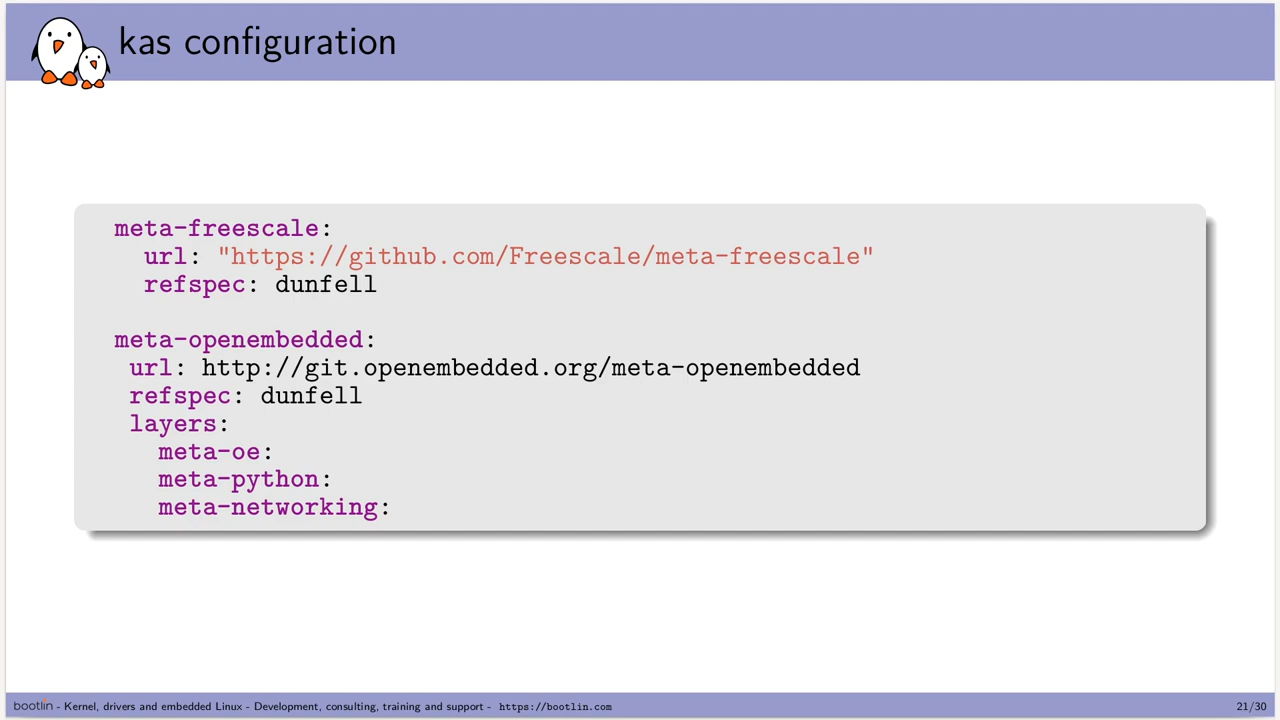 kas configuration
meta-freescale:
url: "https://github.com/Freescale/meta-freescale"
refspec: dunfell
meta-openembedded:
url: http://git.openembedded.org/meta-openembedded
refspec: dunfell
layers:
meta-oe:
meta-python:
meta-networking:
bootlin - Kernel, drivers and embedded Linux - Development, consulting, training and support - https://bootlin.com 21/30